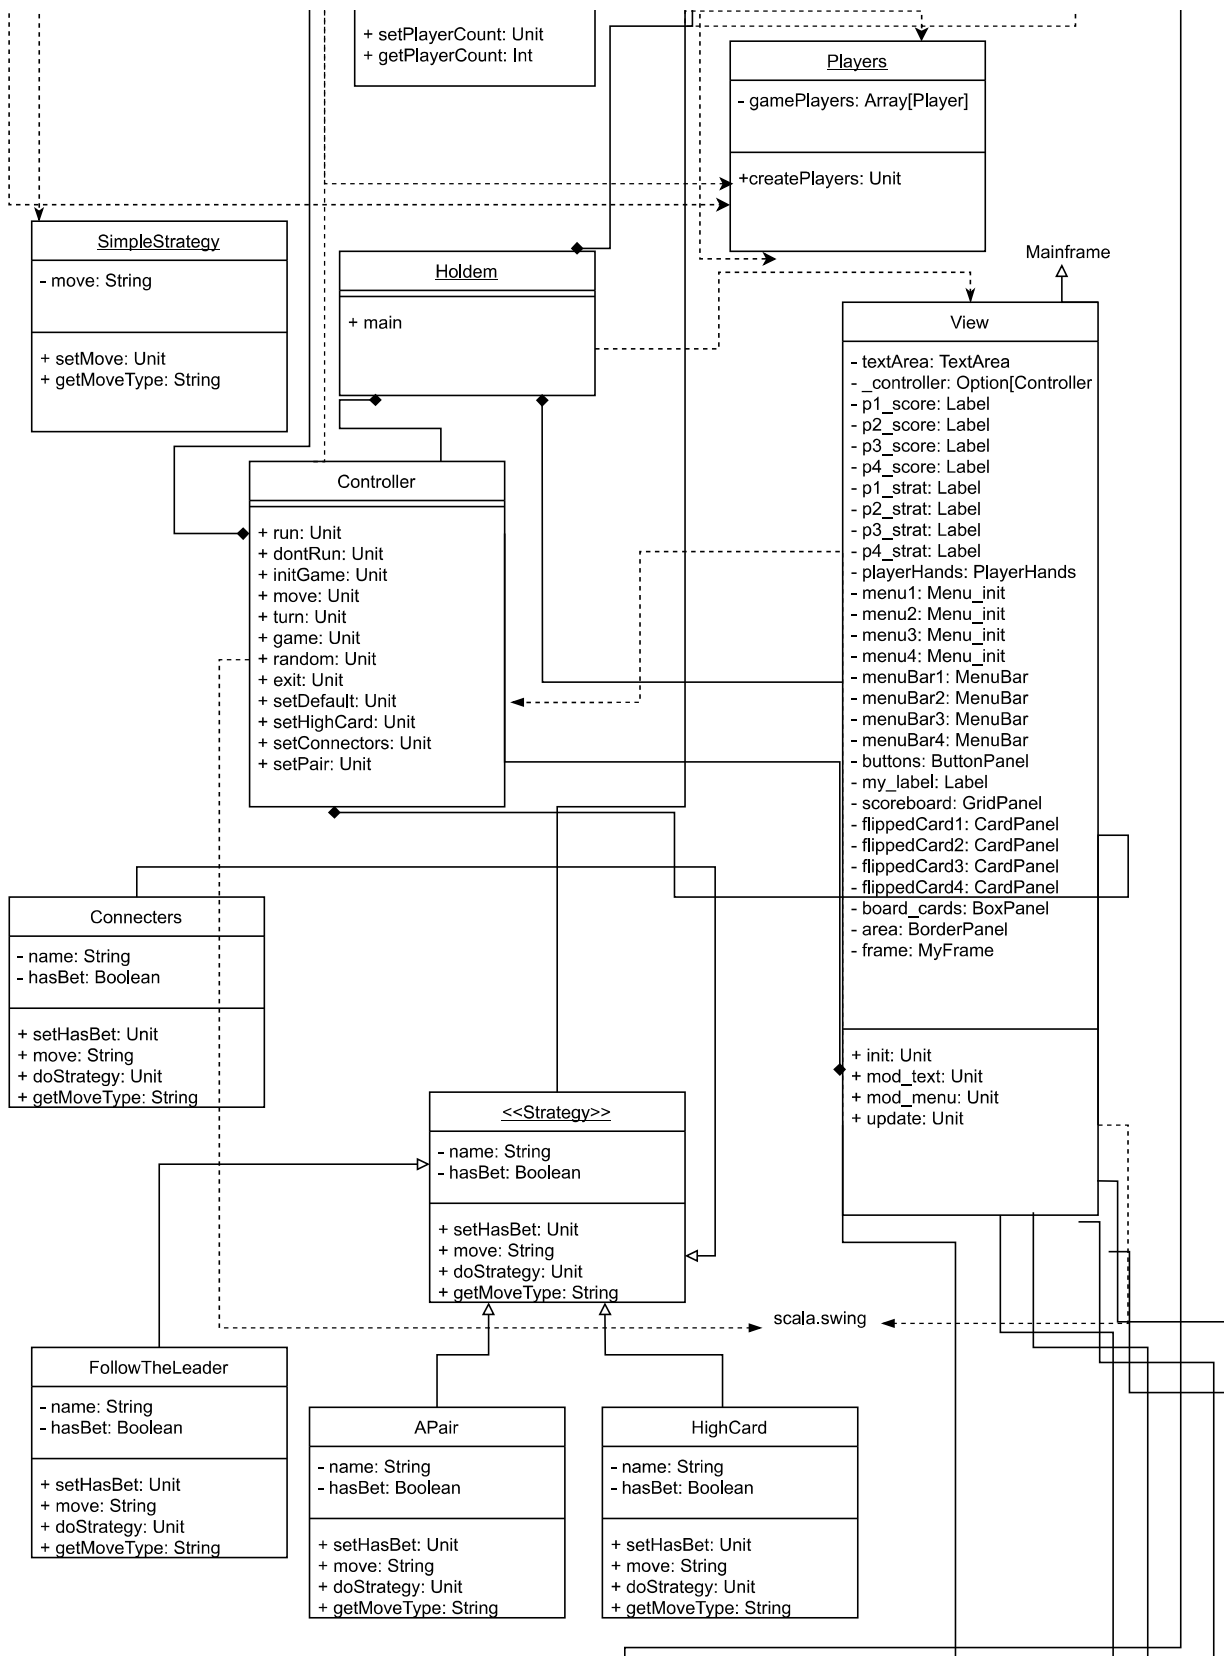 + setPlayerCount: Unit
+ getPlayerCount: Int
Players
- gamePlayers: Array[Player]
+createPlayers: Unit
SimpleStrategy
- move: String
+ setMove: Unit
+ getMoveType: String
Holdem
+ main
Mainframe
View
- textArea: TextArea
- _controller: Option[Controller
- p1_score: Label
- p2_score: Label
- p3_score: Label
- p4_score: Label
- p1_strat: Label
- p2_strat: Label
- p3_strat: Label
- p4_strat: Label
- playerHands: PlayerHands
- menu1: Menu_init
- menu2: Menu_init
- menu3: Menu_init
- menu4: Menu_init
- menuBar1: MenuBar
- menuBar2: MenuBar
- menuBar3: MenuBar
- menuBar4: MenuBar
- buttons: ButtonPanel
- my_label: Label
- scoreboard: GridPanel
- flippedCard1: CardPanel
- flippedCard2: CardPanel
- flippedCard3: CardPanel
- flippedCard4: CardPanel
- board_cards: BoxPanel
- area: BorderPanel
- frame: MyFrame
+ init: Unit
+ mod_text: Unit
+ mod_menu: Unit
+ update: Unit
Controller
+ run: Unit
+ dontRun: Unit
+ initGame: Unit
+ move: Unit
+ turn: Unit
+ game: Unit
+ random: Unit
+ exit: Unit
+ setDefault: Unit
+ setHighCard: Unit
+ setConnectors: Unit
+ setPair: Unit
Connecters
- name: String
- hasBet: Boolean
+ setHasBet: Unit
+ move: String
+ doStrategy: Unit
+ getMoveType: String
<<Strategy>>
- name: String
- hasBet: Boolean
+ setHasBet: Unit
+ move: String
+ doStrategy: Unit
+ getMoveType: String
scala.swing
FollowTheLeader
- name: String
- hasBet: Boolean
+ setHasBet: Unit
+ move: String
+ doStrategy: Unit
+ getMoveType: String
APair
- name: String
- hasBet: Boolean
+ setHasBet: Unit
+ move: String
+ doStrategy: Unit
+ getMoveType: String
HighCard
- name: String
- hasBet: Boolean
+ setHasBet: Unit
+ move: String
+ doStrategy: Unit
+ getMoveType: String